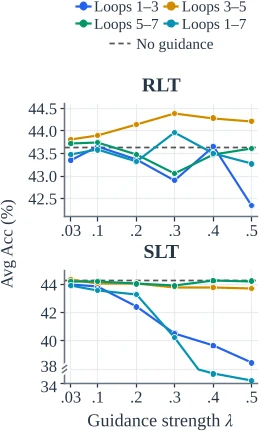 Loops 1–3 Loops 3–5
Loops 5–7 Loops 1–7
No guidance
RLT
44.5
44.0
43.5
43.0
42.5
.03 .1 .2 .3 .4 .5
Avg Acc (%)
SLT
44
42
40
38
34
.03 .1 .2 .3 .4 .5
Guidance strength λ